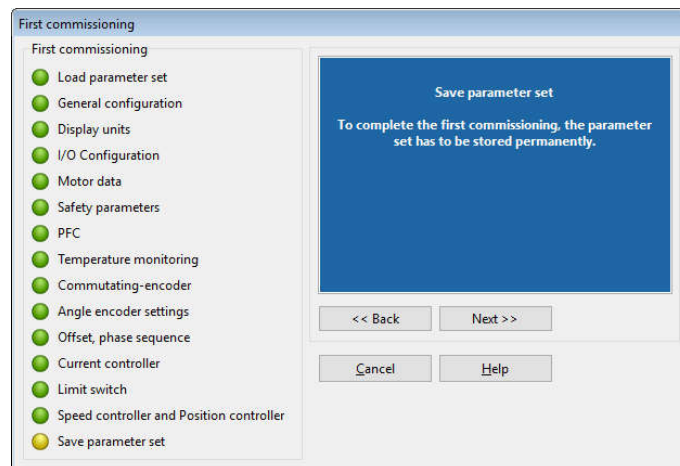 First commissioning
First commissioning
Load parameter set
General configuration
Display units
I/O Configuration
Motor data
Safety parameters
PFC
Temperature monitoring
Commutating-encoder
Angle encoder settings
Offset, phase sequence
Current controller
Limit switch
Speed controller and Position controller
Save parameter set
Save parameter set
To complete the first commissioning, the parameter
set has to be stored permanently.
<< Back
Next >>
Cancel
Help